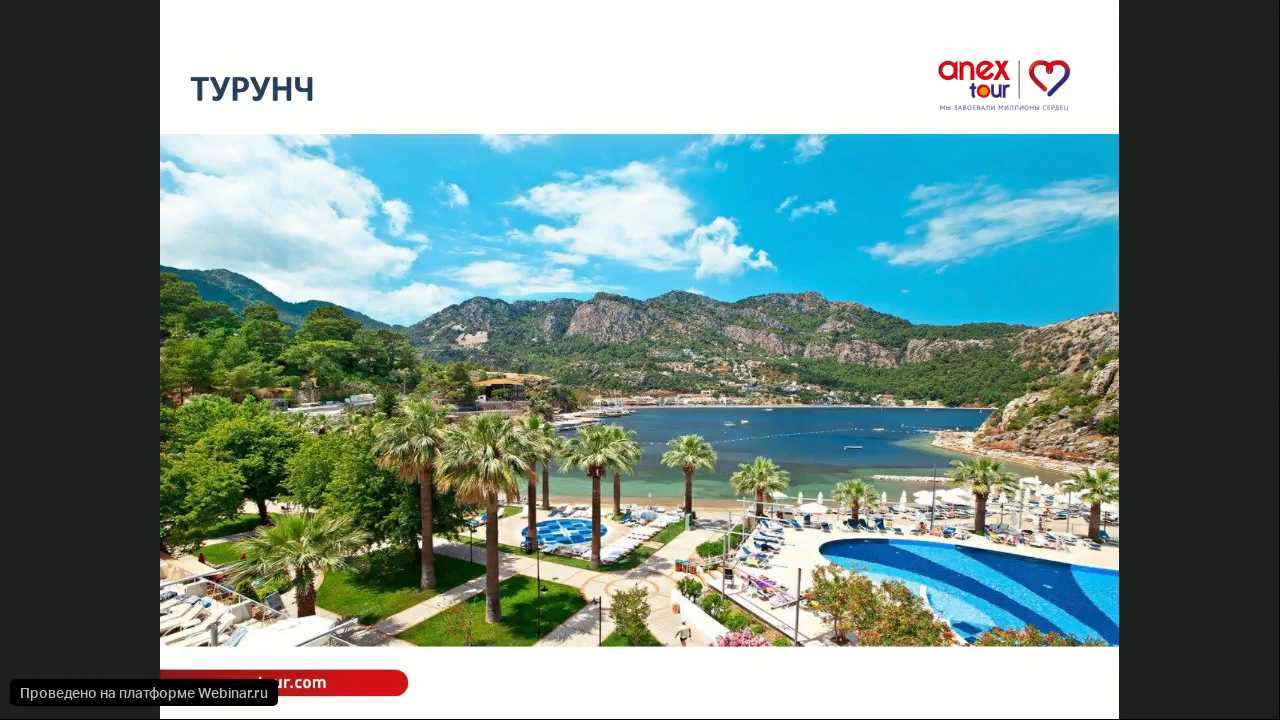 ТУРУНЧ
anex
tour
МЫ ЗАВОЕВАЛИ МИЛЛИОНЫ СЕРДЕЦ
tour.com
Проведено на платформе Webinar.ru